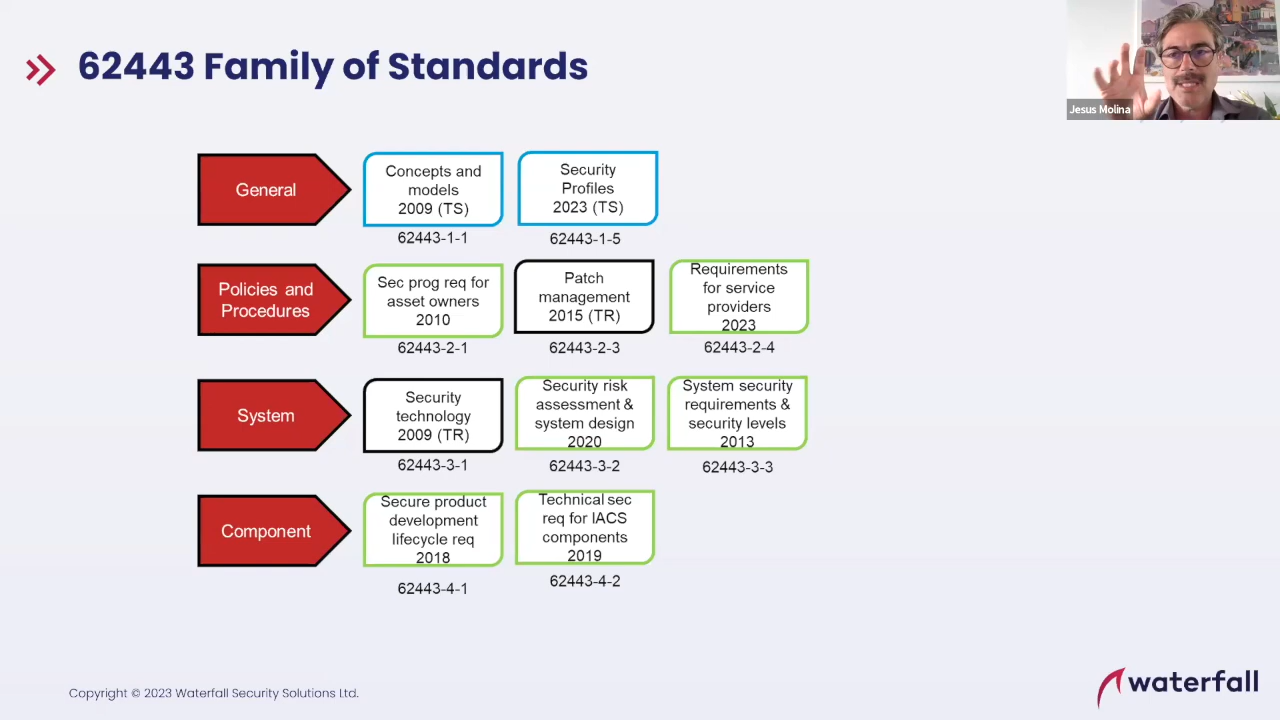 62443 Family of Standards
Jesus Molina
General
Concepts and
models
2009 (TS)
62443-1-1
Security
Profiles
2023 (TS)
62443-1-5
Policies and
Procedures
Sec prog req for
asset owners
2010
62443-2-1
Patch
management
2015 (TR)
62443-2-3
Requirements
for service
providers
2023
62443-2-4
System
Security
technology
2009 (TR)
62443-3-1
Security risk
assessment &
system design
2020
62443-3-2
System security
requirements &
security levels
2013
62443-3-3
Component
Secure product
development
lifecycle req
2018
62443-4-1
Technical sec
req for IACS
components
2019
62443-4-2
Copyright © 2023 Waterfall Security Solutions Ltd.
waterfall